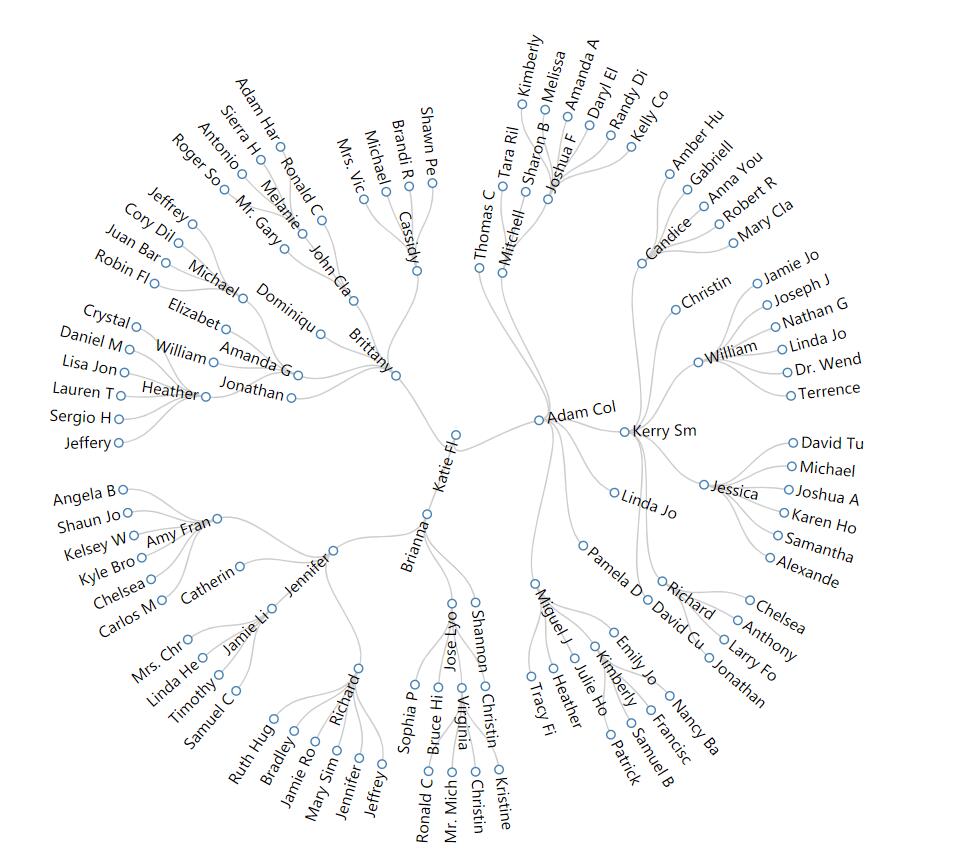 Katie Fl
Adam Col
Thomas C
Tara Ril
Mitchell
Sharon B
Kimberly
Joshua F
Melissa
Amanda A
Daryl El
Randy Di
Kelly Co
Kerry Sm
Candice
Amber Hu
Gabriell
Anna You
Robert R
Mary Cla
Christin
William
Jamie Jo
Joseph J
Nathan G
Linda Jo
Dr. Wend
Terrence
Jessica
David Tu
Michael
Joshua A
Karen Ho
Samantha
Alexande
Richard
Chelsea
Anthony
Larry Fo
Jonathan
David Cu
Linda Jo
Pamela D
Miguel J
Emily Jo
Kimberly
Nancy Ba
Francisc
Samuel B
Patrick
Julie Ho
Heather
Tracy Fi
Brianna
Shannon
Christin
Jose Lyo
Virginia
Kristine
Christin
Mr. Mich
Ronald C
Bruce Hi
Sophia P
Jennifer
Richard
Jeffrey
Jennifer
Mary Sim
Jamie Ro
Bradley
Ruth Hug
Jamie Li
Samuel C
Timothy
Linda He
Mrs. Chr
Catherin
Amy Fran
Carlos M
Chelsea
Kyle Bro
Kelsey W
Shaun Jo
Angela B
Brittany
Jonathan
Amanda G
Heather
Jeffery
Sergio H
Lauren T
Lisa Jon
Daniel M
Crystal
William
Elizabet
Michael
Robin Fl
Juan Bar
Cory Dil
Jeffrey
Dominiqu
John Cla
Mr. Gary
Melanie
Roger So
Antonio
Sierra H
Adam Har
Ronald C
Cassidy
Mrs. Vic
Michael
Brandi R
Shawn Pe